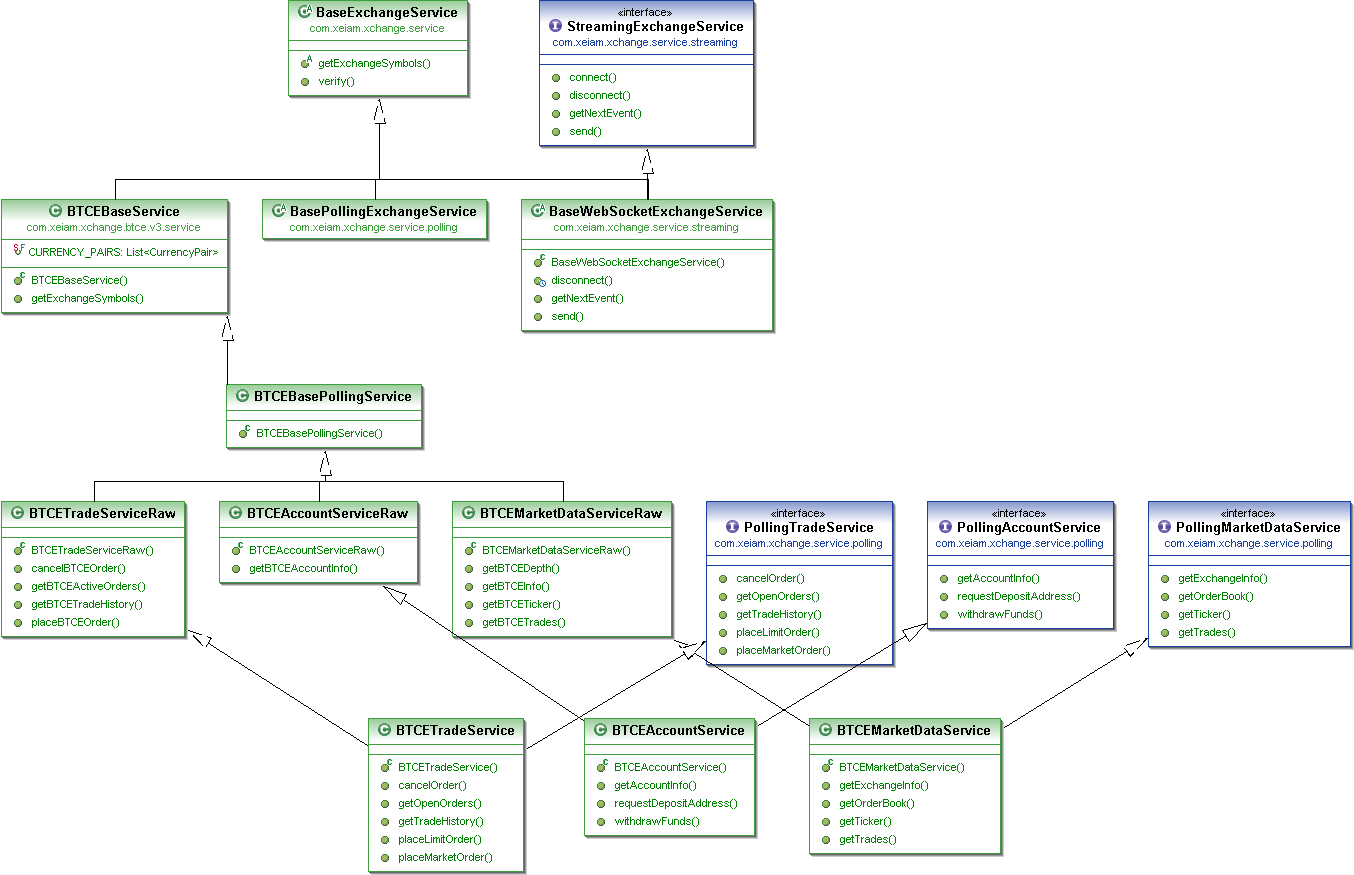 BaseExchangeService
com.xeiam.xchange.service
getExchangeSymbols()
verify()
«interface»
StreamingExchangeService
com.xeiam.xchange.service.streaming
connect()
disconnect()
getNextEvent()
send()
BTCEBaseService
com.xeiam.xchange.btce.v3.service
CURRENCY_PAIRS: List<CurrencyPair>
BTCEBaseService()
getExchangeSymbols()
BasePollingExchangeService
com.xeiam.xchange.service.polling
BaseWebSocketExchangeService
com.xeiam.xchange.service.streaming
BaseWebSocketExchangeService()
disconnect()
getNextEvent()
send()
BTCEBasePollingService
BTCEBasePollingService()
BTCETradeServiceRaw
BTCETradeServiceRaw()
cancelBTCEOrder()
getBTCEActiveOrders()
getBTCETradeHistory()
placeBTCEOrder()
BTCEAccountServiceRaw
BTCEAccountServiceRaw()
getBTCEAccountInfo()
BTCEMarketDataServiceRaw
BTCEMarketDataServiceRaw()
getBTCEDepth()
getBTCEInfo()
getBTCETicker()
getBTCETrades()
«interface»
PollingTradeService
com.xeiam.xchange.service.polling
cancelOrder()
getOpenOrders()
getTradeHistory()
placeLimitOrder()
placeMarketOrder()
«interface»
PollingAccountService
com.xeiam.xchange.service.polling
getAccountInfo()
requestDepositAddress()
withdrawFunds()
«interface»
PollingMarketDataService
com.xeiam.xchange.service.polling
getExchangeInfo()
getOrderBook()
getTicker()
getTrades()
BTCETradeService
BTCETradeService()
cancelOrder()
getOpenOrders()
getTradeHistory()
placeLimitOrder()
placeMarketOrder()
BTCEAccountService
BTCEAccountService()
getAccountInfo()
requestDepositAddress()
withdrawFunds()
BTCEMarketDataService
BTCEMarketDataService()
getExchangeInfo()
getOrderBook()
getTicker()
getTrades()